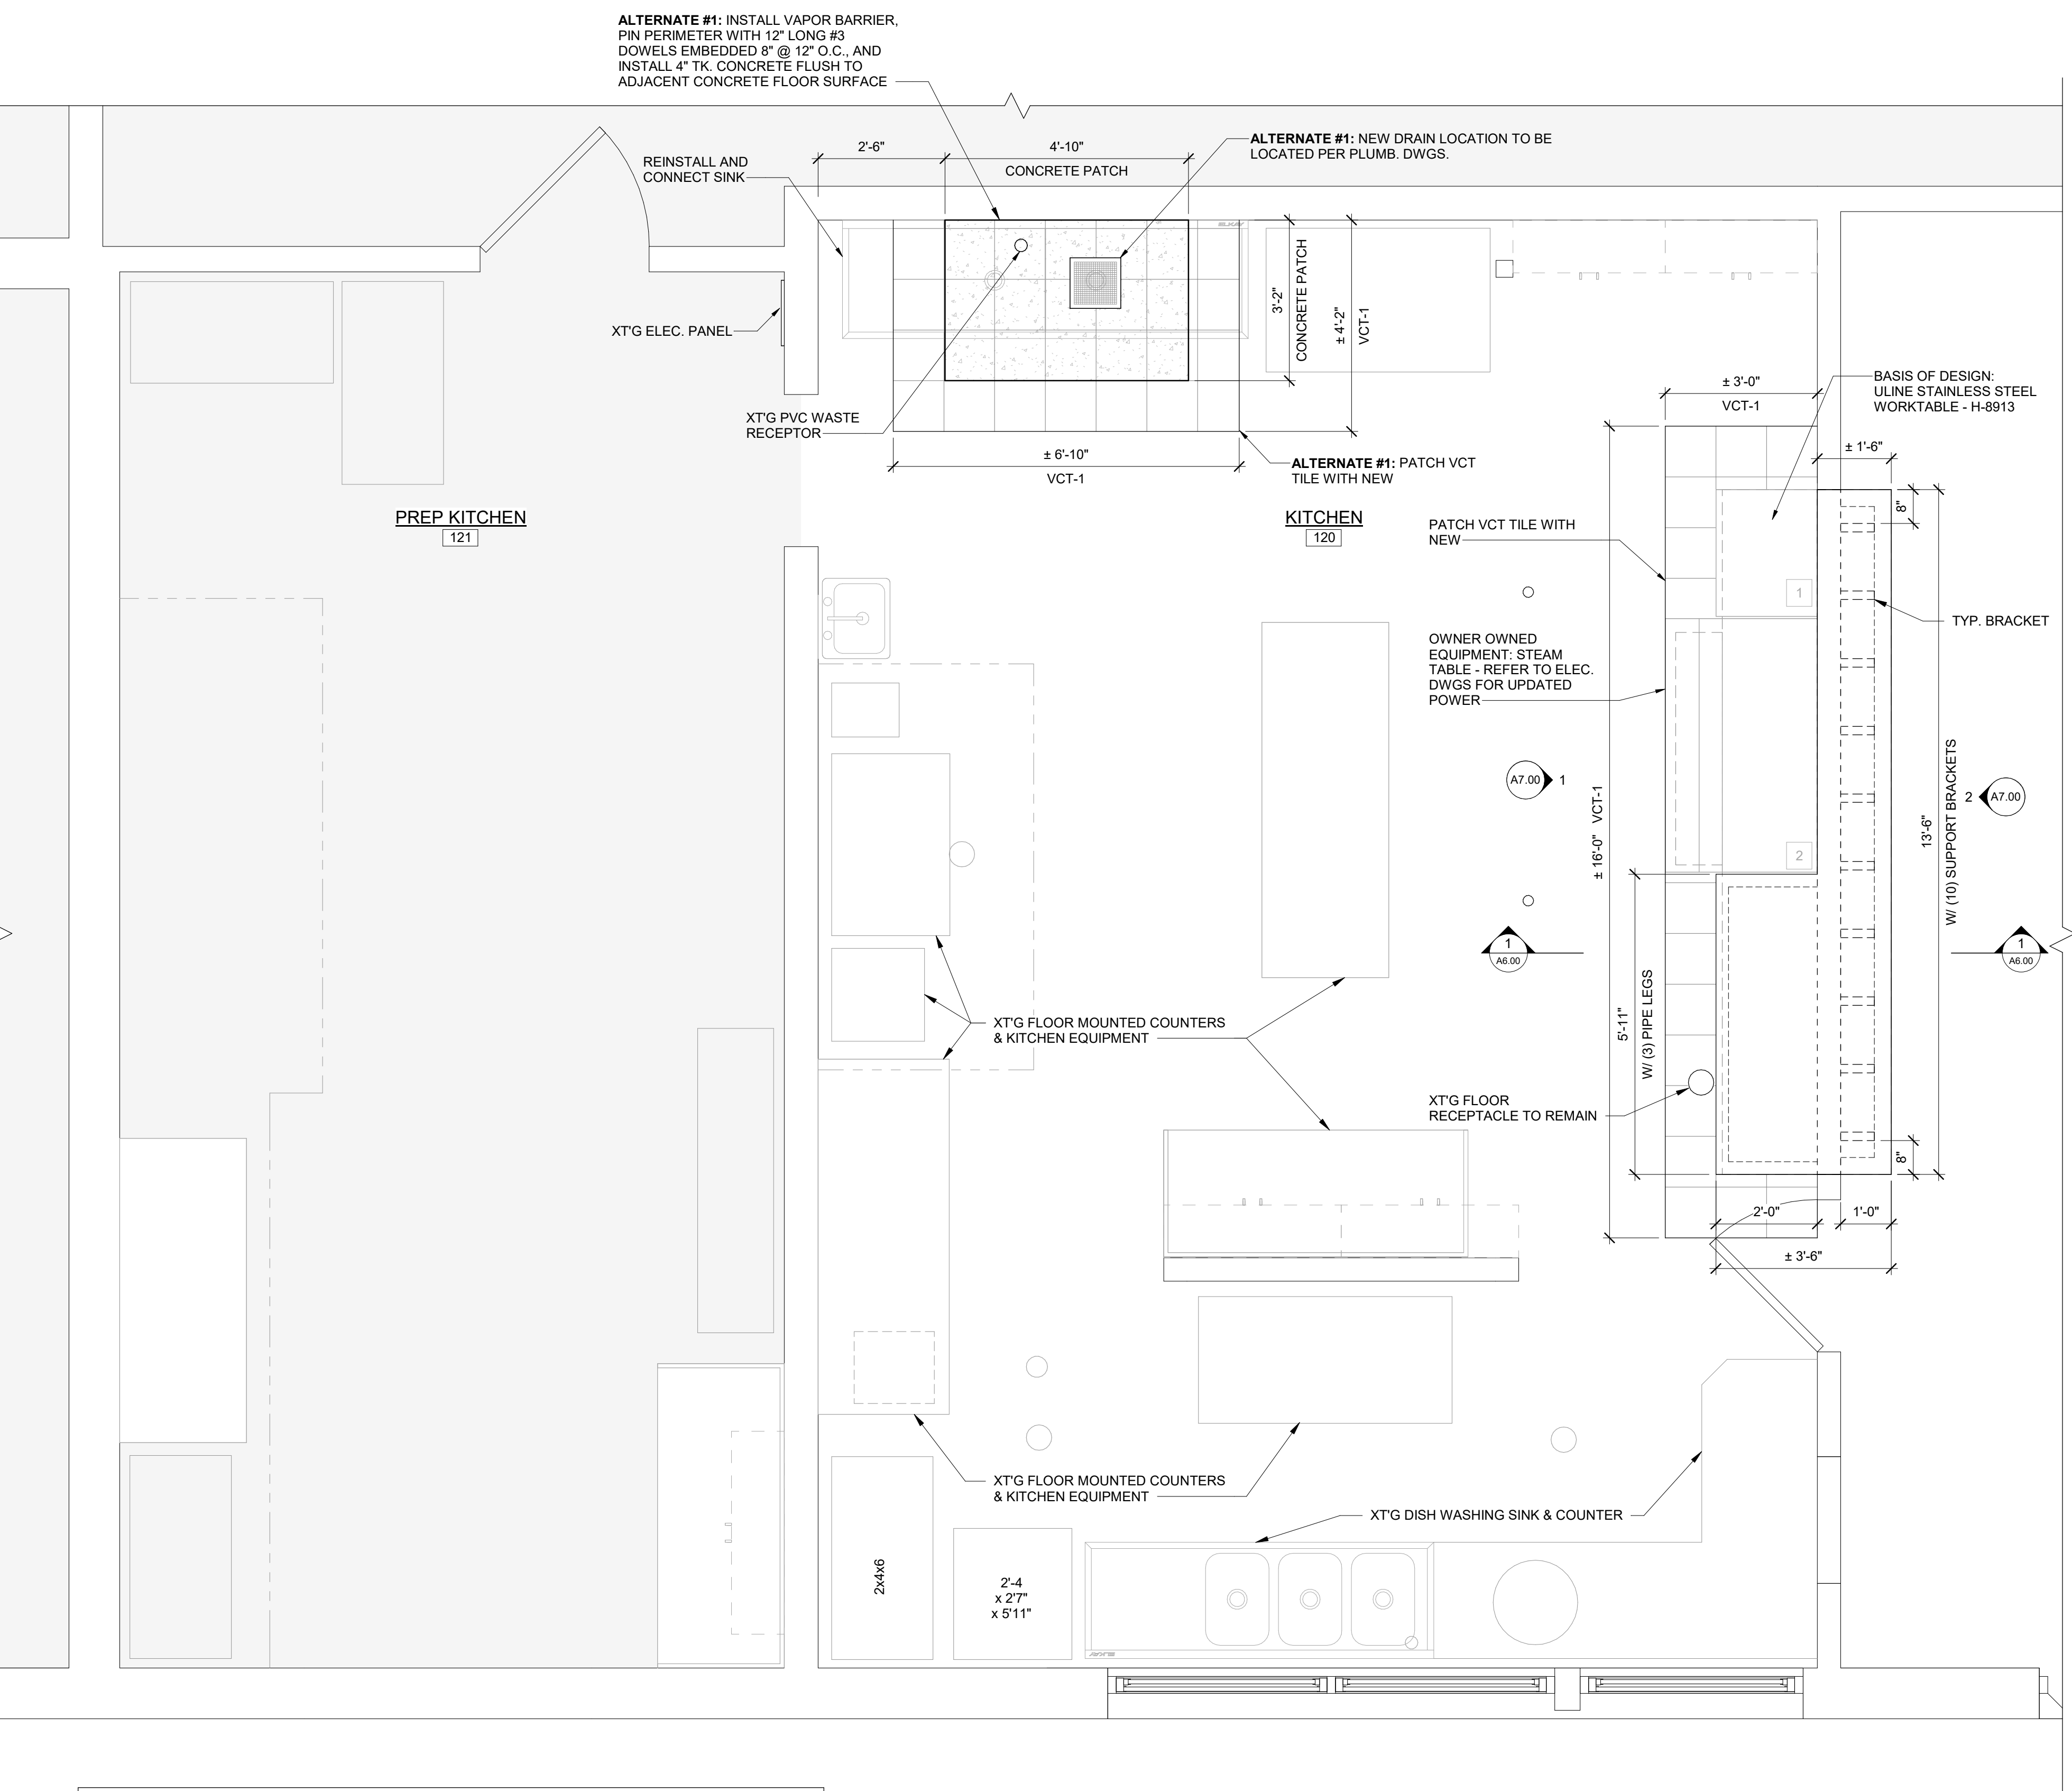 ALTERNATE #1: INSTALL VAPOR BARRIER,
PIN PERIMETER WITH 12" LONG #3
DOWELS EMBEDDED 8" @ 12" O.C., AND
INSTALL 4" TK. CONCRETE FLUSH TO
ADJACENT CONCRETE FLOOR SURFACE
REINSTALL AND
CONNECT SINK
2'-6"
4'-10"
CONCRETE PATCH
ALTERNATE #1: NEW DRAIN LOCATION TO BE
LOCATED PER PLUMB. DWGS.
ELKAY
3'-2"
CONCRETE PATCH
± 4'-2"
VCT-1
XT'G ELEC. PANEL
XT'G PVC WASTE
RECEPTOR
± 6'-10"
VCT-1
ALTERNATE #1: PATCH VCT
TILE WITH NEW
± 3'-0"
VCT-1
BASIS OF DESIGN:
ULINE STAINLESS STEEL
WORKTABLE - H-8913
± 1'-6"
8"
PREP KITCHEN
121
KITCHEN
120
PATCH VCT TILE WITH
NEW
1
TYP. BRACKET
OWNER OWNED
EQUIPMENT: STEAM
TABLE - REFER TO ELEC.
DWGS FOR UPDATED
POWER
A7.00
1
± 16'-0" VCT-1
2
13'-6"
W/ (10) SUPPORT BRACKETS
2
A7.00
1
A6.00
1
A6.00
5'-11"
W/ (3) PIPE LEGS
XT'G FLOOR MOUNTED COUNTERS
& KITCHEN EQUIPMENT
XT'G FLOOR
RECEPTACLE TO REMAIN
8"
2'-0"
1'-0"
± 3'-6"
XT'G FLOOR MOUNTED COUNTERS
& KITCHEN EQUIPMENT
XT'G DISH WASHING SINK & COUNTER
2x4x6
2'-4
x 2'7"
x 5'11"
ELKAY